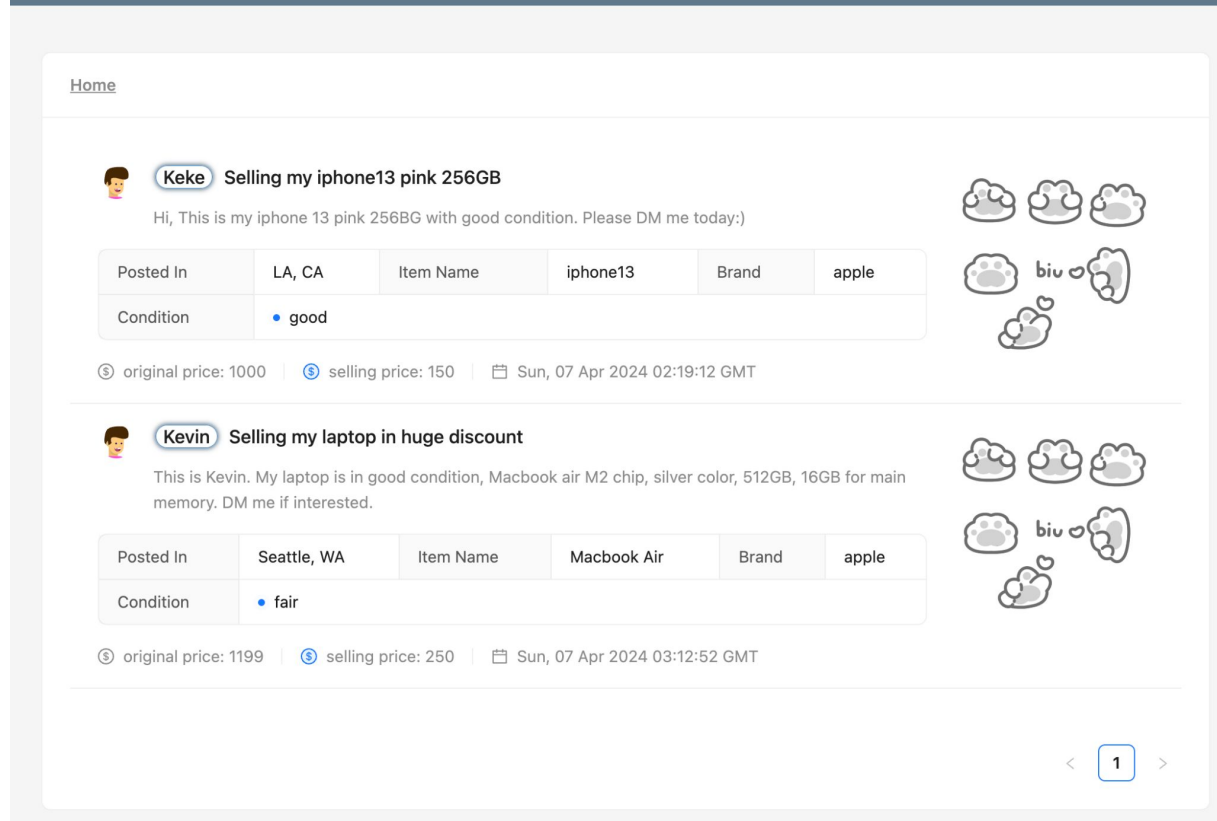 Home
Keke Selling my iphone13 pink 256GB
Hi, This is my iphone 13 pink 256BG with good condition. Please DM me today:)
Posted In LA, CA Item Name iphone13 Brand apple
Condition good
original price: 1000 selling price: 150 Sun, 07 Apr 2024 02:19:12 GMT
biu
Kevin Selling my laptop in huge discount
This is Kevin. My laptop is in good condition, Macbook air M2 chip, silver color, 512GB, 16GB for main
memory. DM me if interested.
Posted In Seattle, WA Item Name Macbook Air Brand apple
Condition fair
original price: 1199 selling price: 250 Sun, 07 Apr 2024 03:12:52 GMT
biu
< 1 >